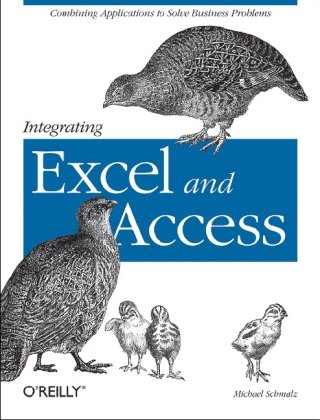 Combining Applications to Solve Business Problems
Integrating
Excel and
Access
O'REILLY®
Michael Schmalz